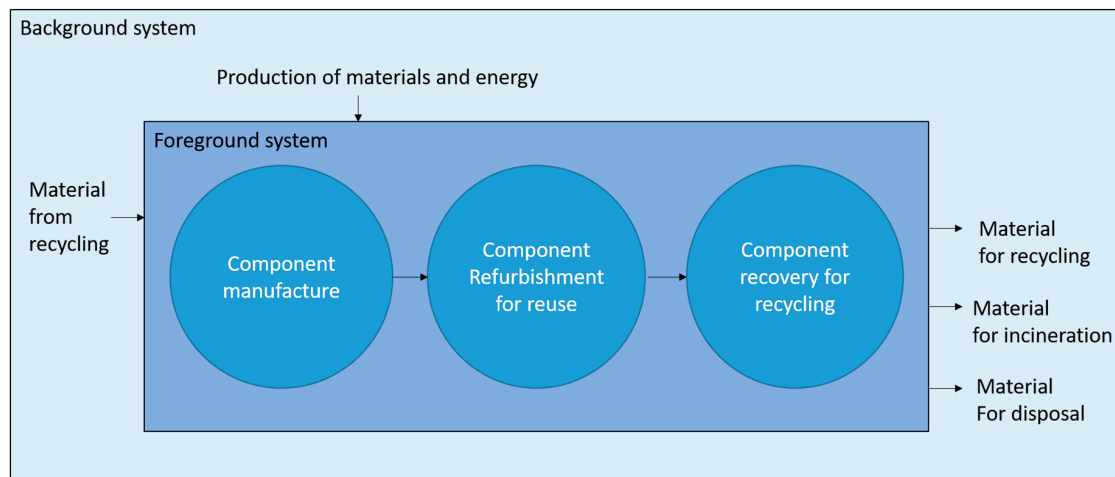 Background system
Production of materials and energy
Foreground system
Material
from
recycling
Component
manufacture
Component
Refurbishment
for reuse
Component
recovery for
recycling
Material
for recycling
Material
for incineration
Material
For disposal